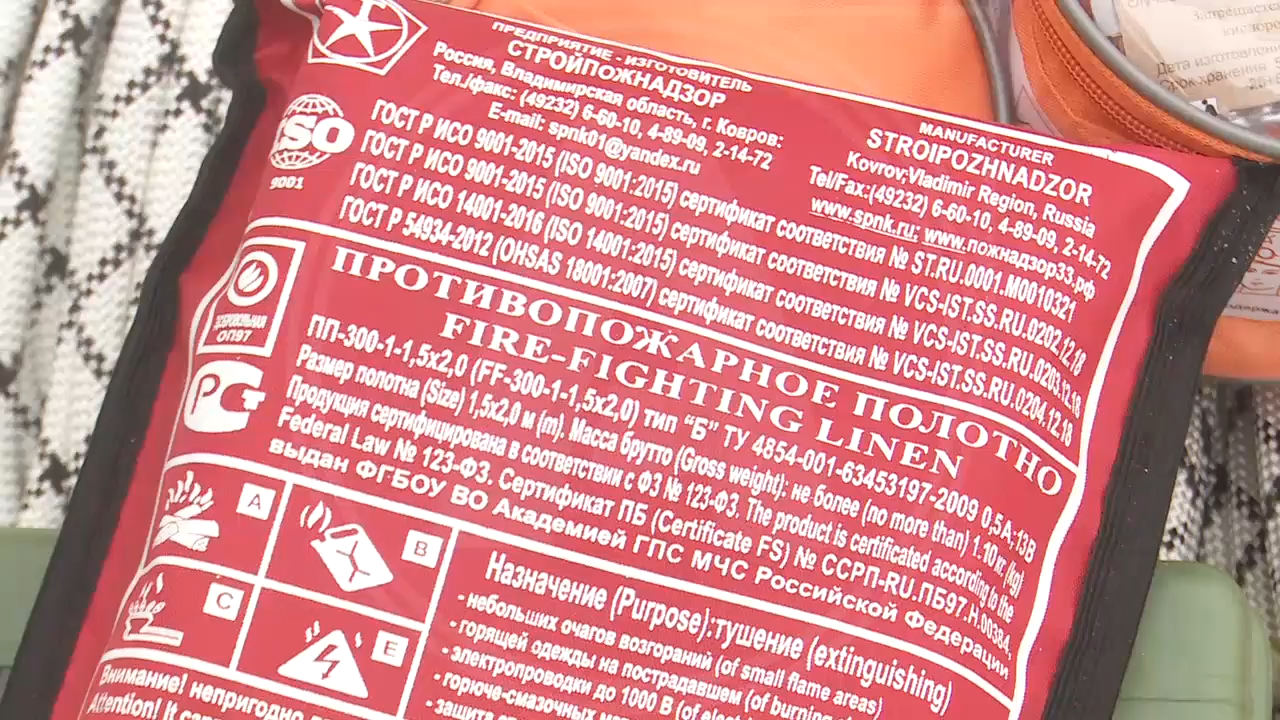 ПРЕДПРИЯТИЕ - ИЗГОТОВИТЕЛЬ
СТРОЙПОЖНАДЗОР
Россия, Владимирская область, г. Ковров:
Тел./факс: (49232) 6-60-10, 4-89-09, 2-14-72
E-mail: spnk01@yandex.ru
MANUFACTURER
STROIPOZHNADZOR
Kovrov;Vladimir Region, Russia
Tel/Fax:(49232) 6-60-10, 4-89-09, 2-14-72
www.spnk.ru; www.пожнадзор33.рф
ISO
9001
ГОСТ Р ИСО 9001-2015 (ISO 9001:2015) сертификат соответствия № ST.RU.0001.M0010321
ГОСТ Р ИСО 9001-2015 (ISO 9001:2015) сертификат соответствия № VCS-IST.SS.RU.0202.12.18
ГОСТ Р ИСО 14001-2016 (ISO 14001:2015) сертификат соответствия № VCS-IST.SS.RU.0203.12.18
ГОСТ Р 54934-2012 (OHSAS 18001:2007) сертификат соответствия № VCS-IST.SS.RU.0204.12.18
ДОБРОВОЛЬНАЯ
ОП97
ПРОТИВОПОЖАРНОЕ ПОЛОТНО
FIRE-FIGHTING LINEN
ПП-300-1-1,5х2,0 (FF-300-1-1,5х2,0) тип “Б” ТУ 4854-001-63453197-2009 0,5А;13В
Размер полотна (Size) 1,5х2,0 м (m). Масса брутто (Gross weight): не более (no more than) 1.10 кг (kg)
Продукция сертифицирована в соответствии с ФЗ № 123-ФЗ. The product is certificated according to the
Federal Law № 123-ФЗ. Сертификат ПБ (Certificate FS) № ССРП-RU.ПБ97.Н.00384,
выдан ФГБОУ ВО Академией ГПС МЧС Российской Федерации
A
B
C
E
Назначение (Purpose):тушение (extinguishing)
- небольших очагов возгораний (of small flame areas)
- горящей одежды на пострадавшем (of burning
- электропроводки до 1000 В (of
- горюче-смазочных
- защита
Внимание! непригодно
Attention! It
Запрещается
Дата изготовления
Срок хранения 5